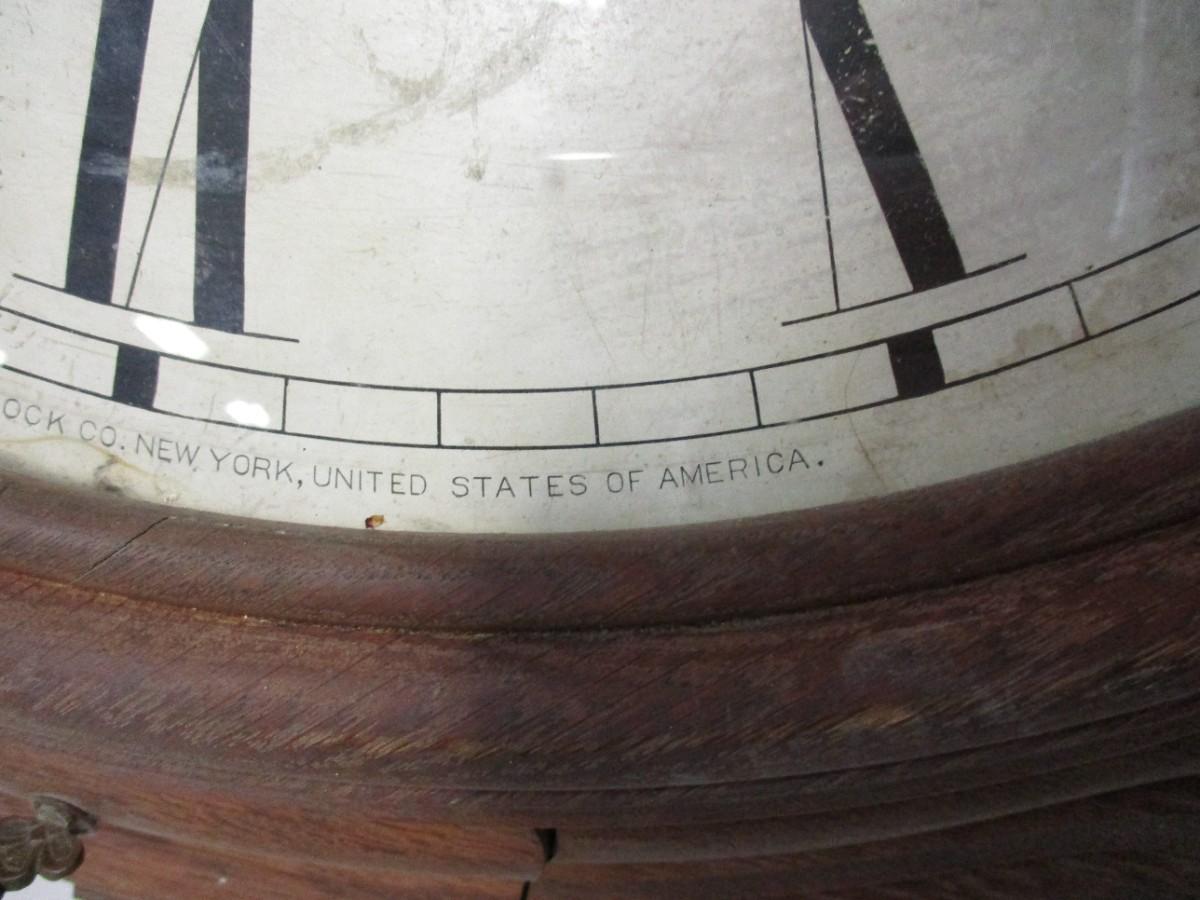 OCK CO. NEW YORK, UNITED STATES OF AMERICA.